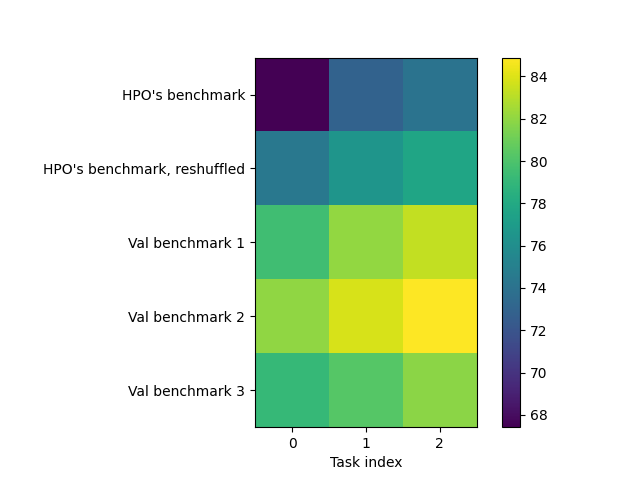 HPO's benchmark
HPO's benchmark, reshuffled
Val benchmark 1
Val benchmark 2
Val benchmark 3
0 1 2
Task index
84
82
80
78
76
74
72
70
68